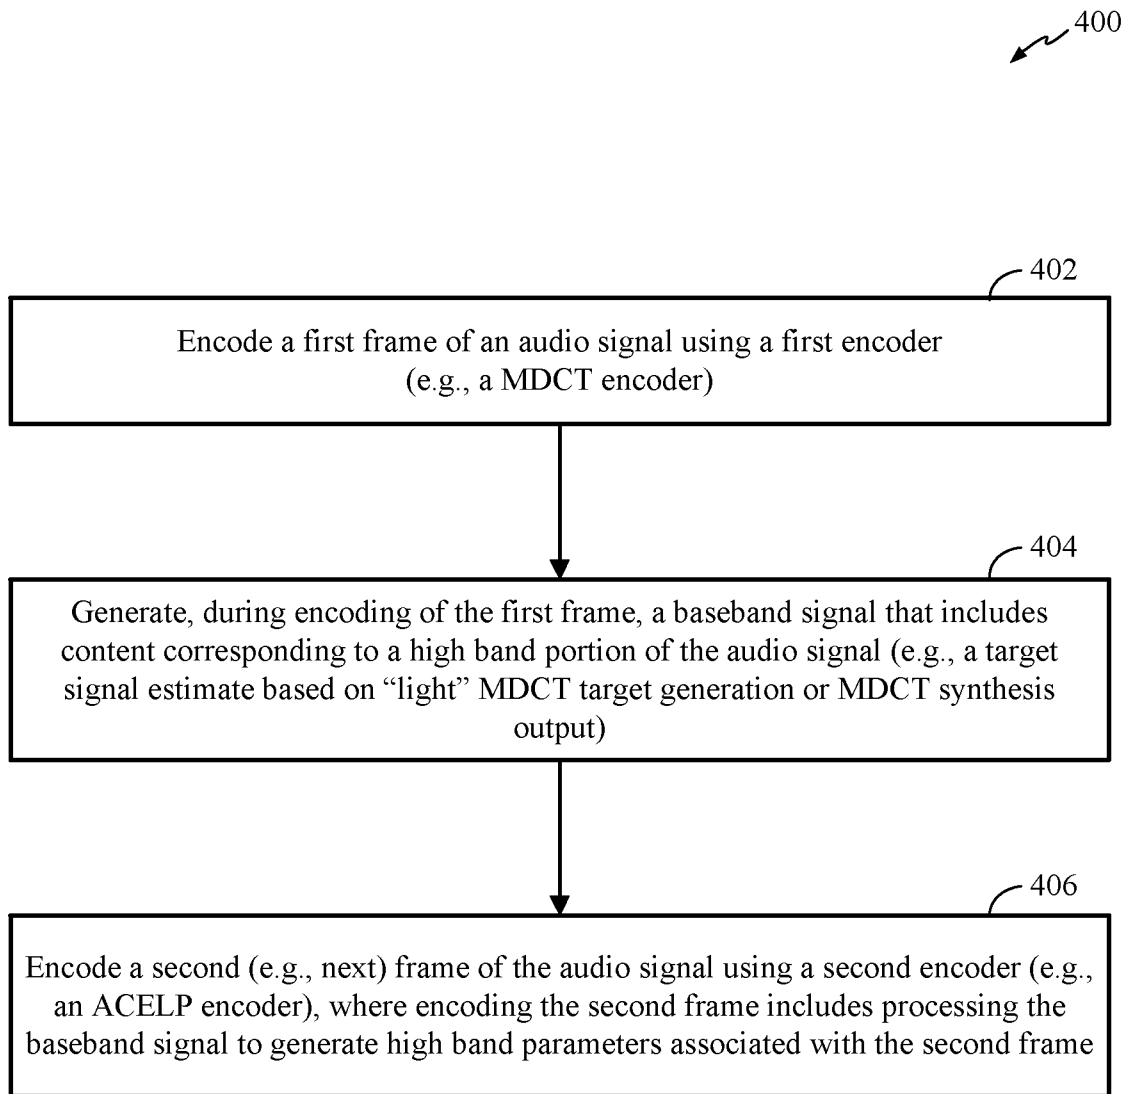 400
402
Encode a first frame of an audio signal using a first encoder
(e.g., a MDCT encoder)
404
Generate, during encoding of the first frame, a baseband signal that includes
content corresponding to a high band portion of the audio signal (e.g., a target
signal estimate based on “light” MDCT target generation or MDCT synthesis
output)
406
Encode a second (e.g., next) frame of the audio signal using a second encoder (e.g.,
an ACELP encoder), where encoding the second frame includes processing the
baseband signal to generate high band parameters associated with the second frame